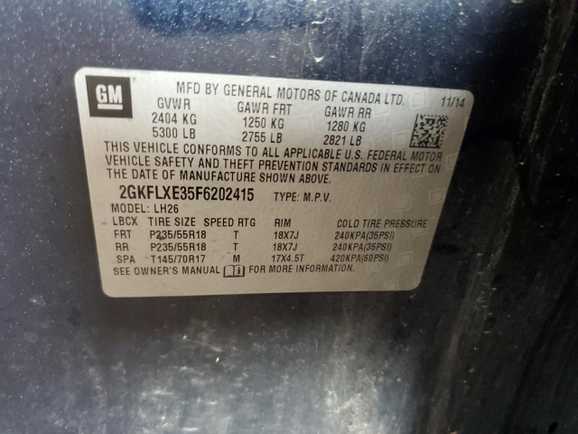 GM
MFD BY GENERAL MOTORS OF CANADA LTD. 11/14
GVWR GAWR FRT GAWR RR
2404 KG 1250 KG 1280 KG
5300 LB 2755 LB 2821 LB
THIS VEHICLE CONFORMS TO ALL APPLICABLE U.S. FEDERAL MOTOR
VEHICLE SAFETY AND THEFT PREVENTION STANDARDS IN EFFECT ON
THE DATE OF MANUFACTURE SHOWN ABOVE.
2GKFLXE35F6202415 TYPE: M.P.V.
MODEL: LH26
LBCX TIRE SIZE SPEED RTG RIM COLD TIRE PRESSURE
FRT P235/55R18 T 18X7J 240KPA(35PSI)
RR P235/55R18 T 18X7J 240KPA(35PSI)
SPA T145/70R17 M 17X4.5T 420KPA(60PSI)
SEE OWNER'S MANUAL FOR MORE INFORMATION.